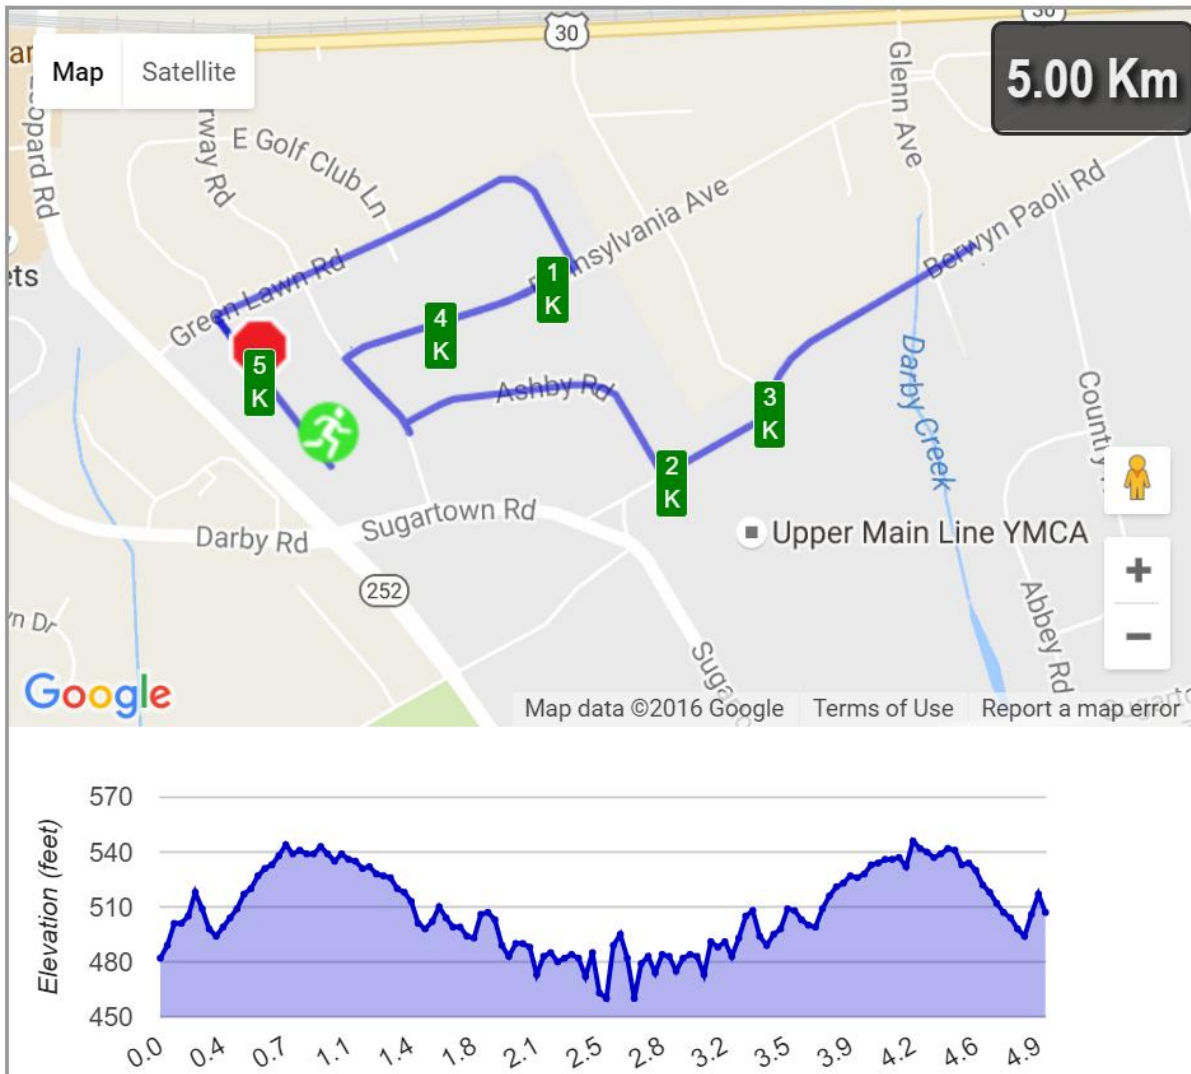 30
30
5.00 Km
Map
Satellite
Glenn Ave
E Golf Club Ln
Berwyn Paoli Rd
Green Lawn Rd
1
K
4
K
5
K
Ashby Rd
3
K
2
K
Darby Creek
Sugartown Rd
Darby Rd
Upper Main Line YMCA
252
Abbey Rd
Google
Map data ©2016 Google
Terms of Use
Report a map error
Elevation (feet)
570
540
510
480
450
0.0
0.4
0.7
1.1
1.4
1.8
2.1
2.5
2.8
3.2
3.5
3.9
4.2
4.6
4.9